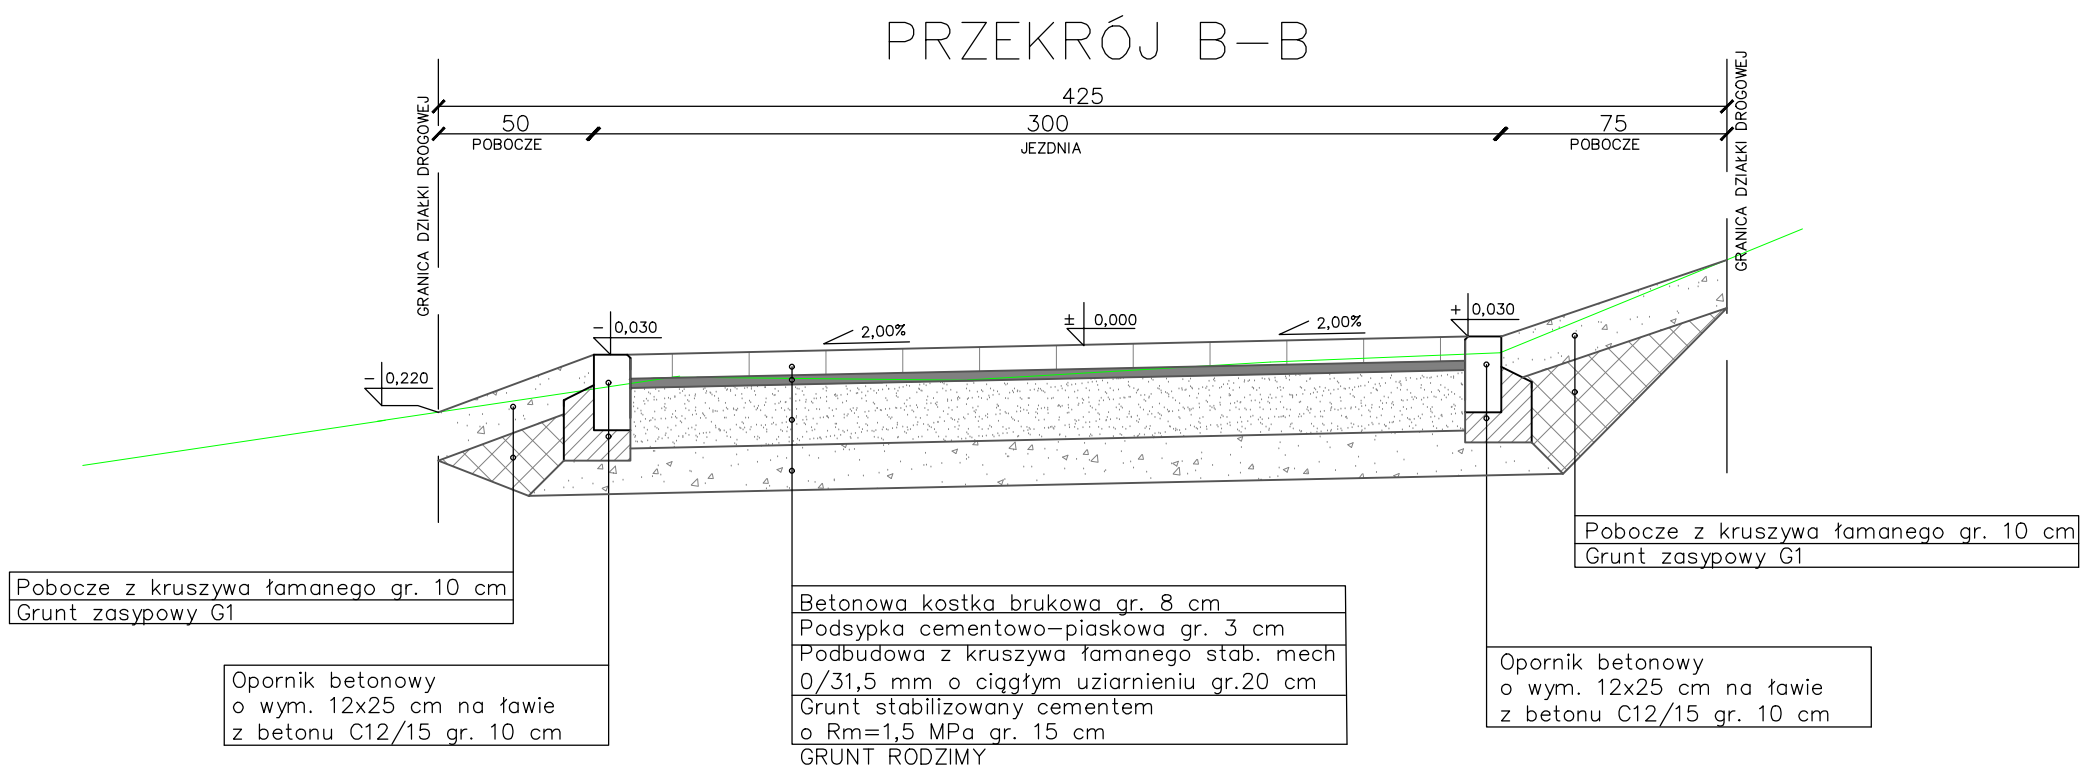 PRZEKRÓJ B-B
425
50
300
75
POBOCZE
JEZDNIA
POBOCZE
GRANICA DZIAŁKI DROGOWEJ
GRANICA DZIAŁKI DROGOWEJ
- 0,220
- 0,030
2,00%
± 0,000
2,00%
+ 0,030
Pobocze z kruszywa łamanego gr. 10 cm
Grunt zasypowy G1
Opornik betonowy
o wym. 12x25 cm na ławie
z betonu C12/15 gr. 10 cm
Betonowa kostka brukowa gr. 8 cm
Podsypka cementowo-piaskowa gr. 3 cm
Podbudowa z kruszywa łamanego stab. mech
0/31,5 mm o ciągłym uziarnieniu gr.20 cm
Grunt stabilizowany cementem
o Rm=1,5 MPa gr. 15 cm
GRUNT RODZIMY
Pobocze z kruszywa łamanego gr. 10 cm
Grunt zasypowy G1
Opornik betonowy
o wym. 12x25 cm na ławie
z betonu C12/15 gr. 10 cm